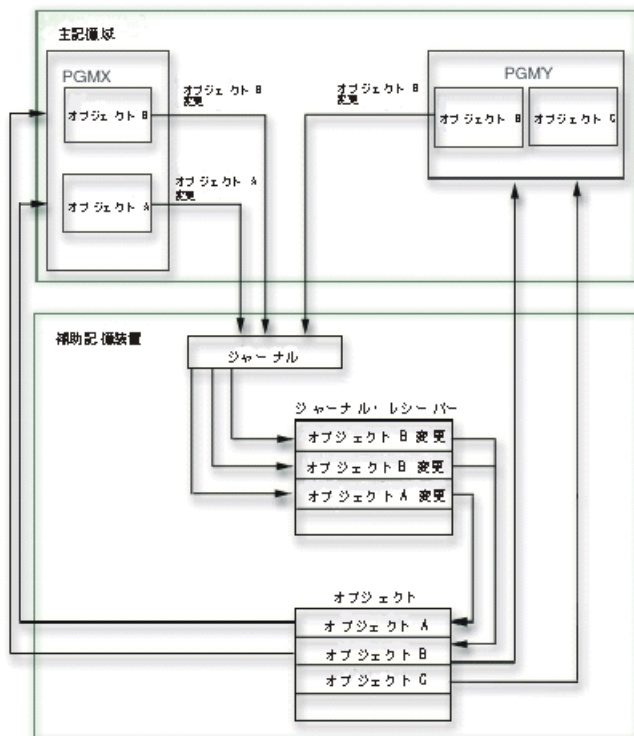 主記憶域
PGMX
オブジェクト B
オブジェクト B
変更
オブジェクト A
オブジェクト A
変更
オブジェクト B
変更
PGMY
オブジェクト B
オブジェクト C
補助記憶装置
ジャーナル
ジャーナル・レシーバー
オブジェクト B 変更
オブジェクト B 変更
オブジェクト A 変更
オブジェクト
オブジェクト A
オブジェクト B
オブジェクト C